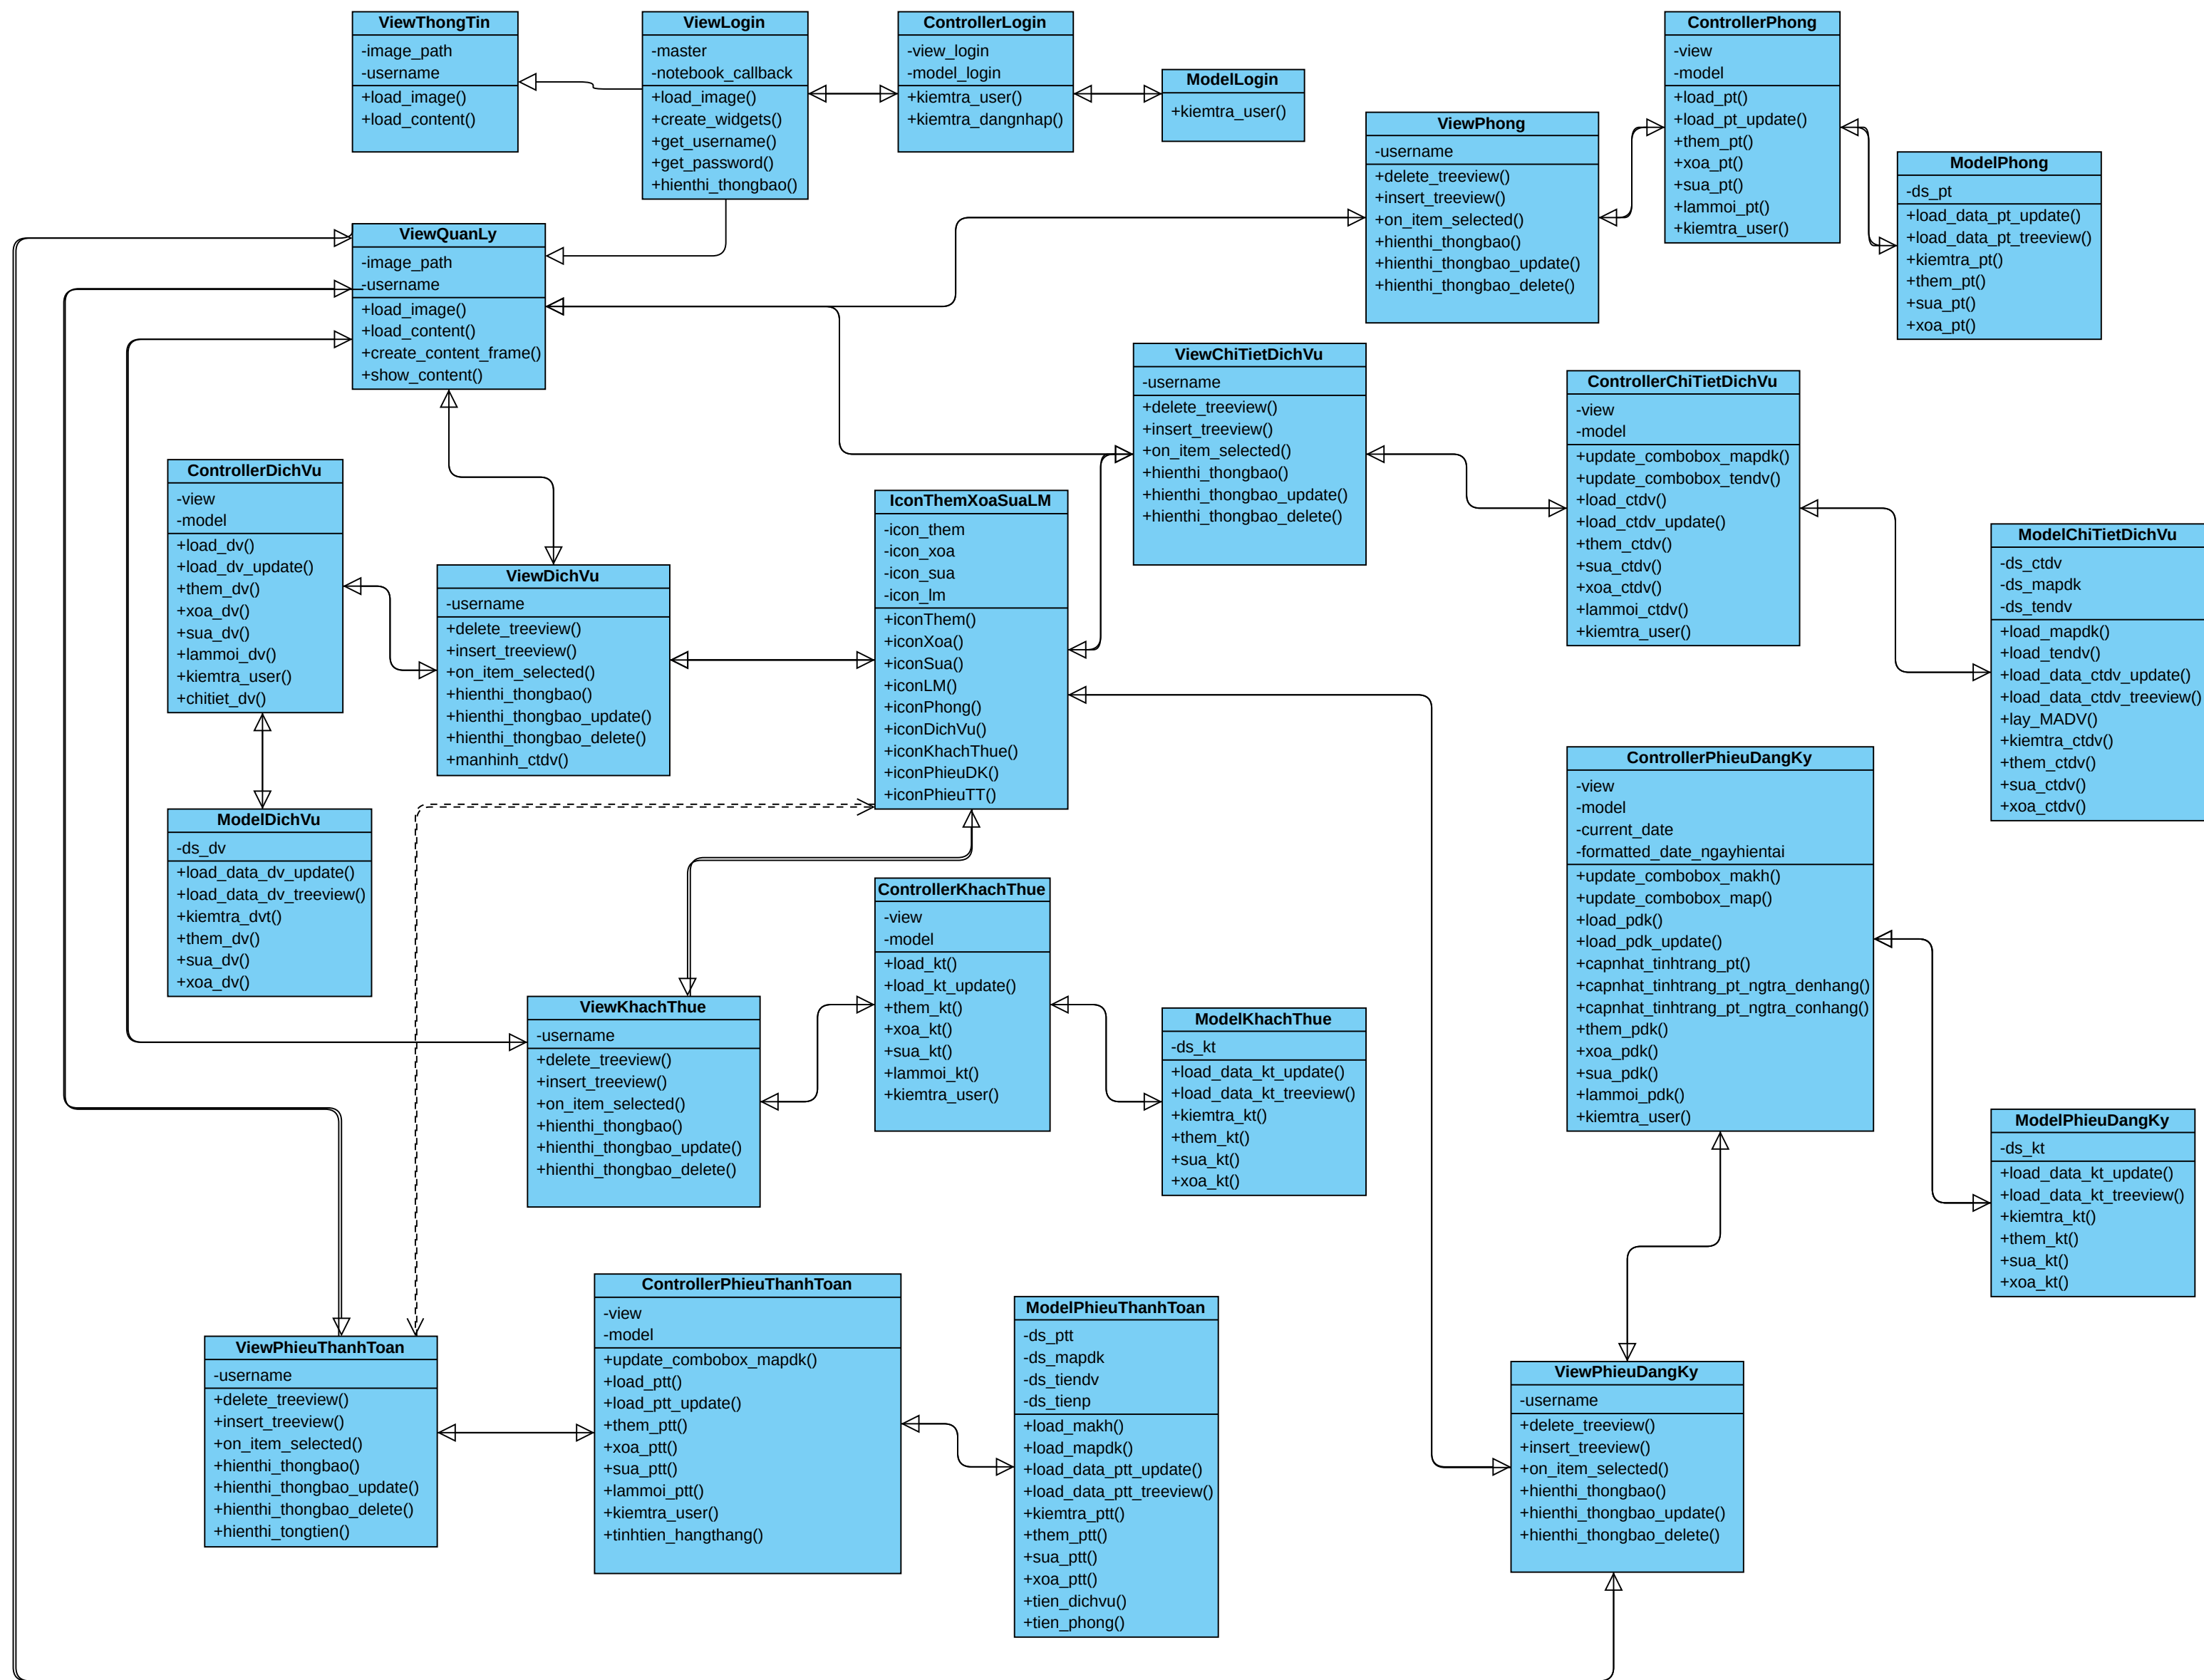 ViewThongTin
-image_path
-username
+load_image()
+load_content()
ViewLogin
-master
-notebook_callback
+load_image()
+create_widgets()
+get_username()
+get_password()
+hienthi_thongbao()
ControllerLogin
-view_login
-model_login
+kiemtra_user()
+kiemtra_dangnhap()
ModelLogin
+kiemtra_user()
ViewPhong
-username
+delete_treeview()
+insert_treeview()
+on_item_selected()
+hienthi_thongbao()
+hienthi_thongbao_update()
+hienthi_thongbao_delete()
ControllerPhong
-view
-model
+load_pt()
+load_pt_update()
+them_pt()
+xoa_pt()
+sua_pt()
+lammoi_pt()
+kiemtra_user()
ModelPhong
-ds_pt
+load_data_pt_update()
+load_data_pt_treeview()
+kiemtra_pt()
+them_pt()
+sua_pt()
+xoa_pt()
ViewQuanLy
-image_path
-username
+load_image()
+load_content()
+create_content_frame()
+show_content()
ViewChiTietDichVu
-username
+delete_treeview()
+insert_treeview()
+on_item_selected()
+hienthi_thongbao()
+hienthi_thongbao_update()
+hienthi_thongbao_delete()
ControllerChiTietDichVu
-view
-model
+update_combobox_mapdk()
+update_combobox_tendv()
+load_ctdv()
+load_ctdv_update()
+them_ctdv()
+sua_ctdv()
+xoa_ctdv()
+lammoi_ctdv()
+kiemtra_user()
ModelChiTietDichVu
-ds_ctdv
-ds_mapdk
-ds_tendv
+load_mapdk()
+load_tendv()
+load_data_ctdv_update()
+load_data_ctdv_treeview()
+lay_MADV()
+kiemtra_ctdv()
+them_ctdv()
+sua_ctdv()
+xoa_ctdv()
ControllerDichVu
-view
-model
+load_dv()
+load_dv_update()
+them_dv()
+xoa_dv()
+sua_dv()
+lammoi_dv()
+kiemtra_user()
+chitiet_dv()
ViewDichVu
-username
+delete_treeview()
+insert_treeview()
+on_item_selected()
+hienthi_thongbao()
+hienthi_thongbao_update()
+hienthi_thongbao_delete()
+manhinh_ctdv()
IconThemXoaSuaLM
-icon_them
-icon_xoa
-icon_sua
-icon_lm
+iconThem()
+iconXoa()
+iconSua()
+iconLM()
+iconPhong()
+iconDichVu()
+iconKhachThue()
+iconPhieuDK()
+iconPhieuTT()
ModelDichVu
-ds_dv
+load_data_dv_update()
+load_data_dv_treeview()
+kiemtra_dvt()
+them_dv()
+sua_dv()
+xoa_dv()
ControllerPhieuDangKy
-view
-model
-current_date
-formatted_date_ngayhientai
+update_combobox_makh()
+update_combobox_map()
+load_pdk()
+load_pdk_update()
+capnhat_tinhtrang_pt()
+capnhat_tinhtrang_pt_ngtra_denhang()
+capnhat_tinhtrang_pt_ngtra_conhang()
+them_pdk()
+xoa_pdk()
+sua_pdk()
+lammoi_pdk()
+kiemtra_user()
ViewKhachThue
-username
+delete_treeview()
+insert_treeview()
+on_item_selected()
+hienthi_thongbao()
+hienthi_thongbao_update()
+hienthi_thongbao_delete()
ControllerKhachThue
-view
-model
+load_kt()
+load_kt_update()
+them_kt()
+xoa_kt()
+sua_kt()
+lammoi_kt()
+kiemtra_user()
ModelKhachThue
-ds_kt
+load_data_kt_update()
+load_data_kt_treeview()
+kiemtra_kt()
+them_kt()
+sua_kt()
+xoa_kt()
ModelPhieuDangKy
-ds_kt
+load_data_kt_update()
+load_data_kt_treeview()
+kiemtra_kt()
+them_kt()
+sua_kt()
+xoa_kt()
ViewPhieuThanhToan
-username
+delete_treeview()
+insert_treeview()
+on_item_selected()
+hienthi_thongbao()
+hienthi_thongbao_update()
+hienthi_thongbao_delete()
+hienthi_tongtien()
ControllerPhieuThanhToan
-view
-model
+update_combobox_mapdk()
+load_ptt()
+load_ptt_update()
+them_ptt()
+xoa_ptt()
+sua_ptt()
+lammoi_ptt()
+kiemtra_user()
+tinhtien_hangthang()
ModelPhieuThanhToan
-ds_ptt
-ds_mapdk
-ds_tiendv
-ds_tienp
+load_makh()
+load_mapdk()
+load_data_ptt_update()
+load_data_ptt_treeview()
+kiemtra_ptt()
+them_ptt()
+sua_ptt()
+xoa_ptt()
+tien_dichvu()
+tien_phong()
ViewPhieuDangKy
-username
+delete_treeview()
+insert_treeview()
+on_item_selected()
+hienthi_thongbao()
+hienthi_thongbao_update()
+hienthi_thongbao_delete()